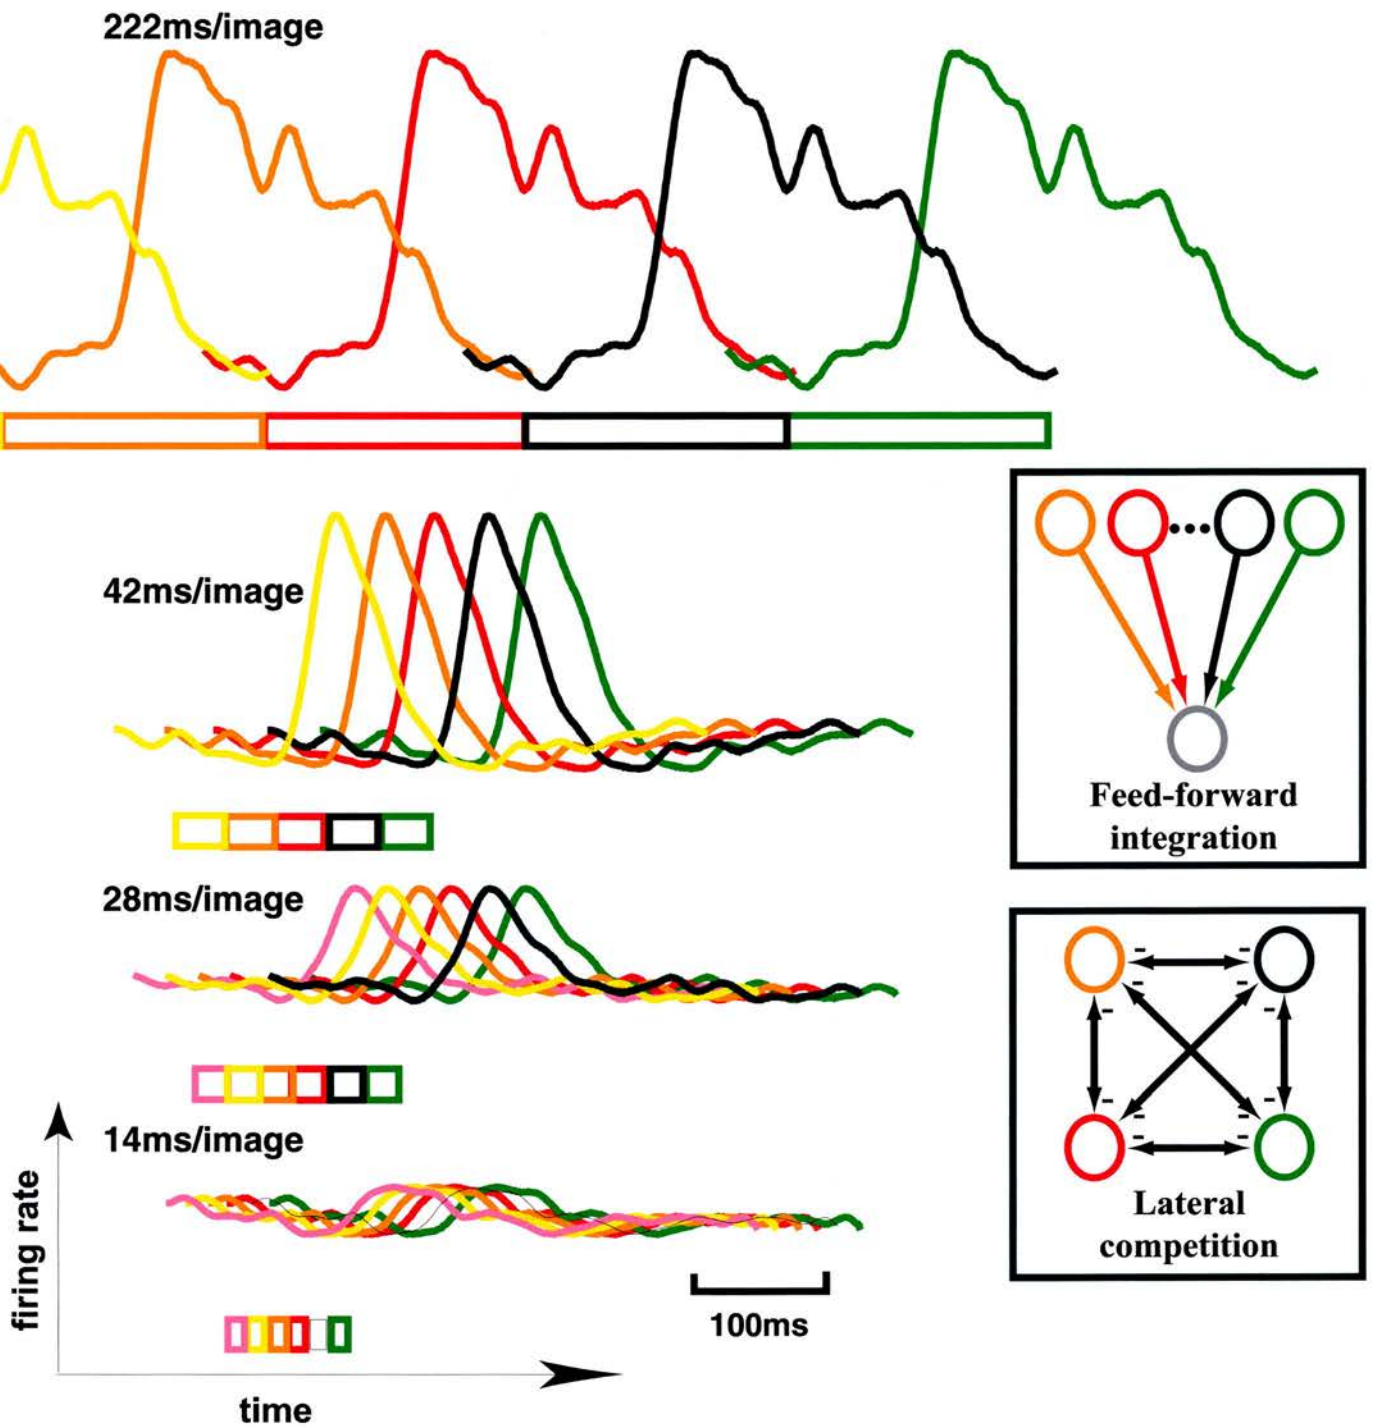 222ms/image
42ms/image
Feed-forward
integration
28ms/image
14ms/image
Lateral
competition
firing rate
100ms
time